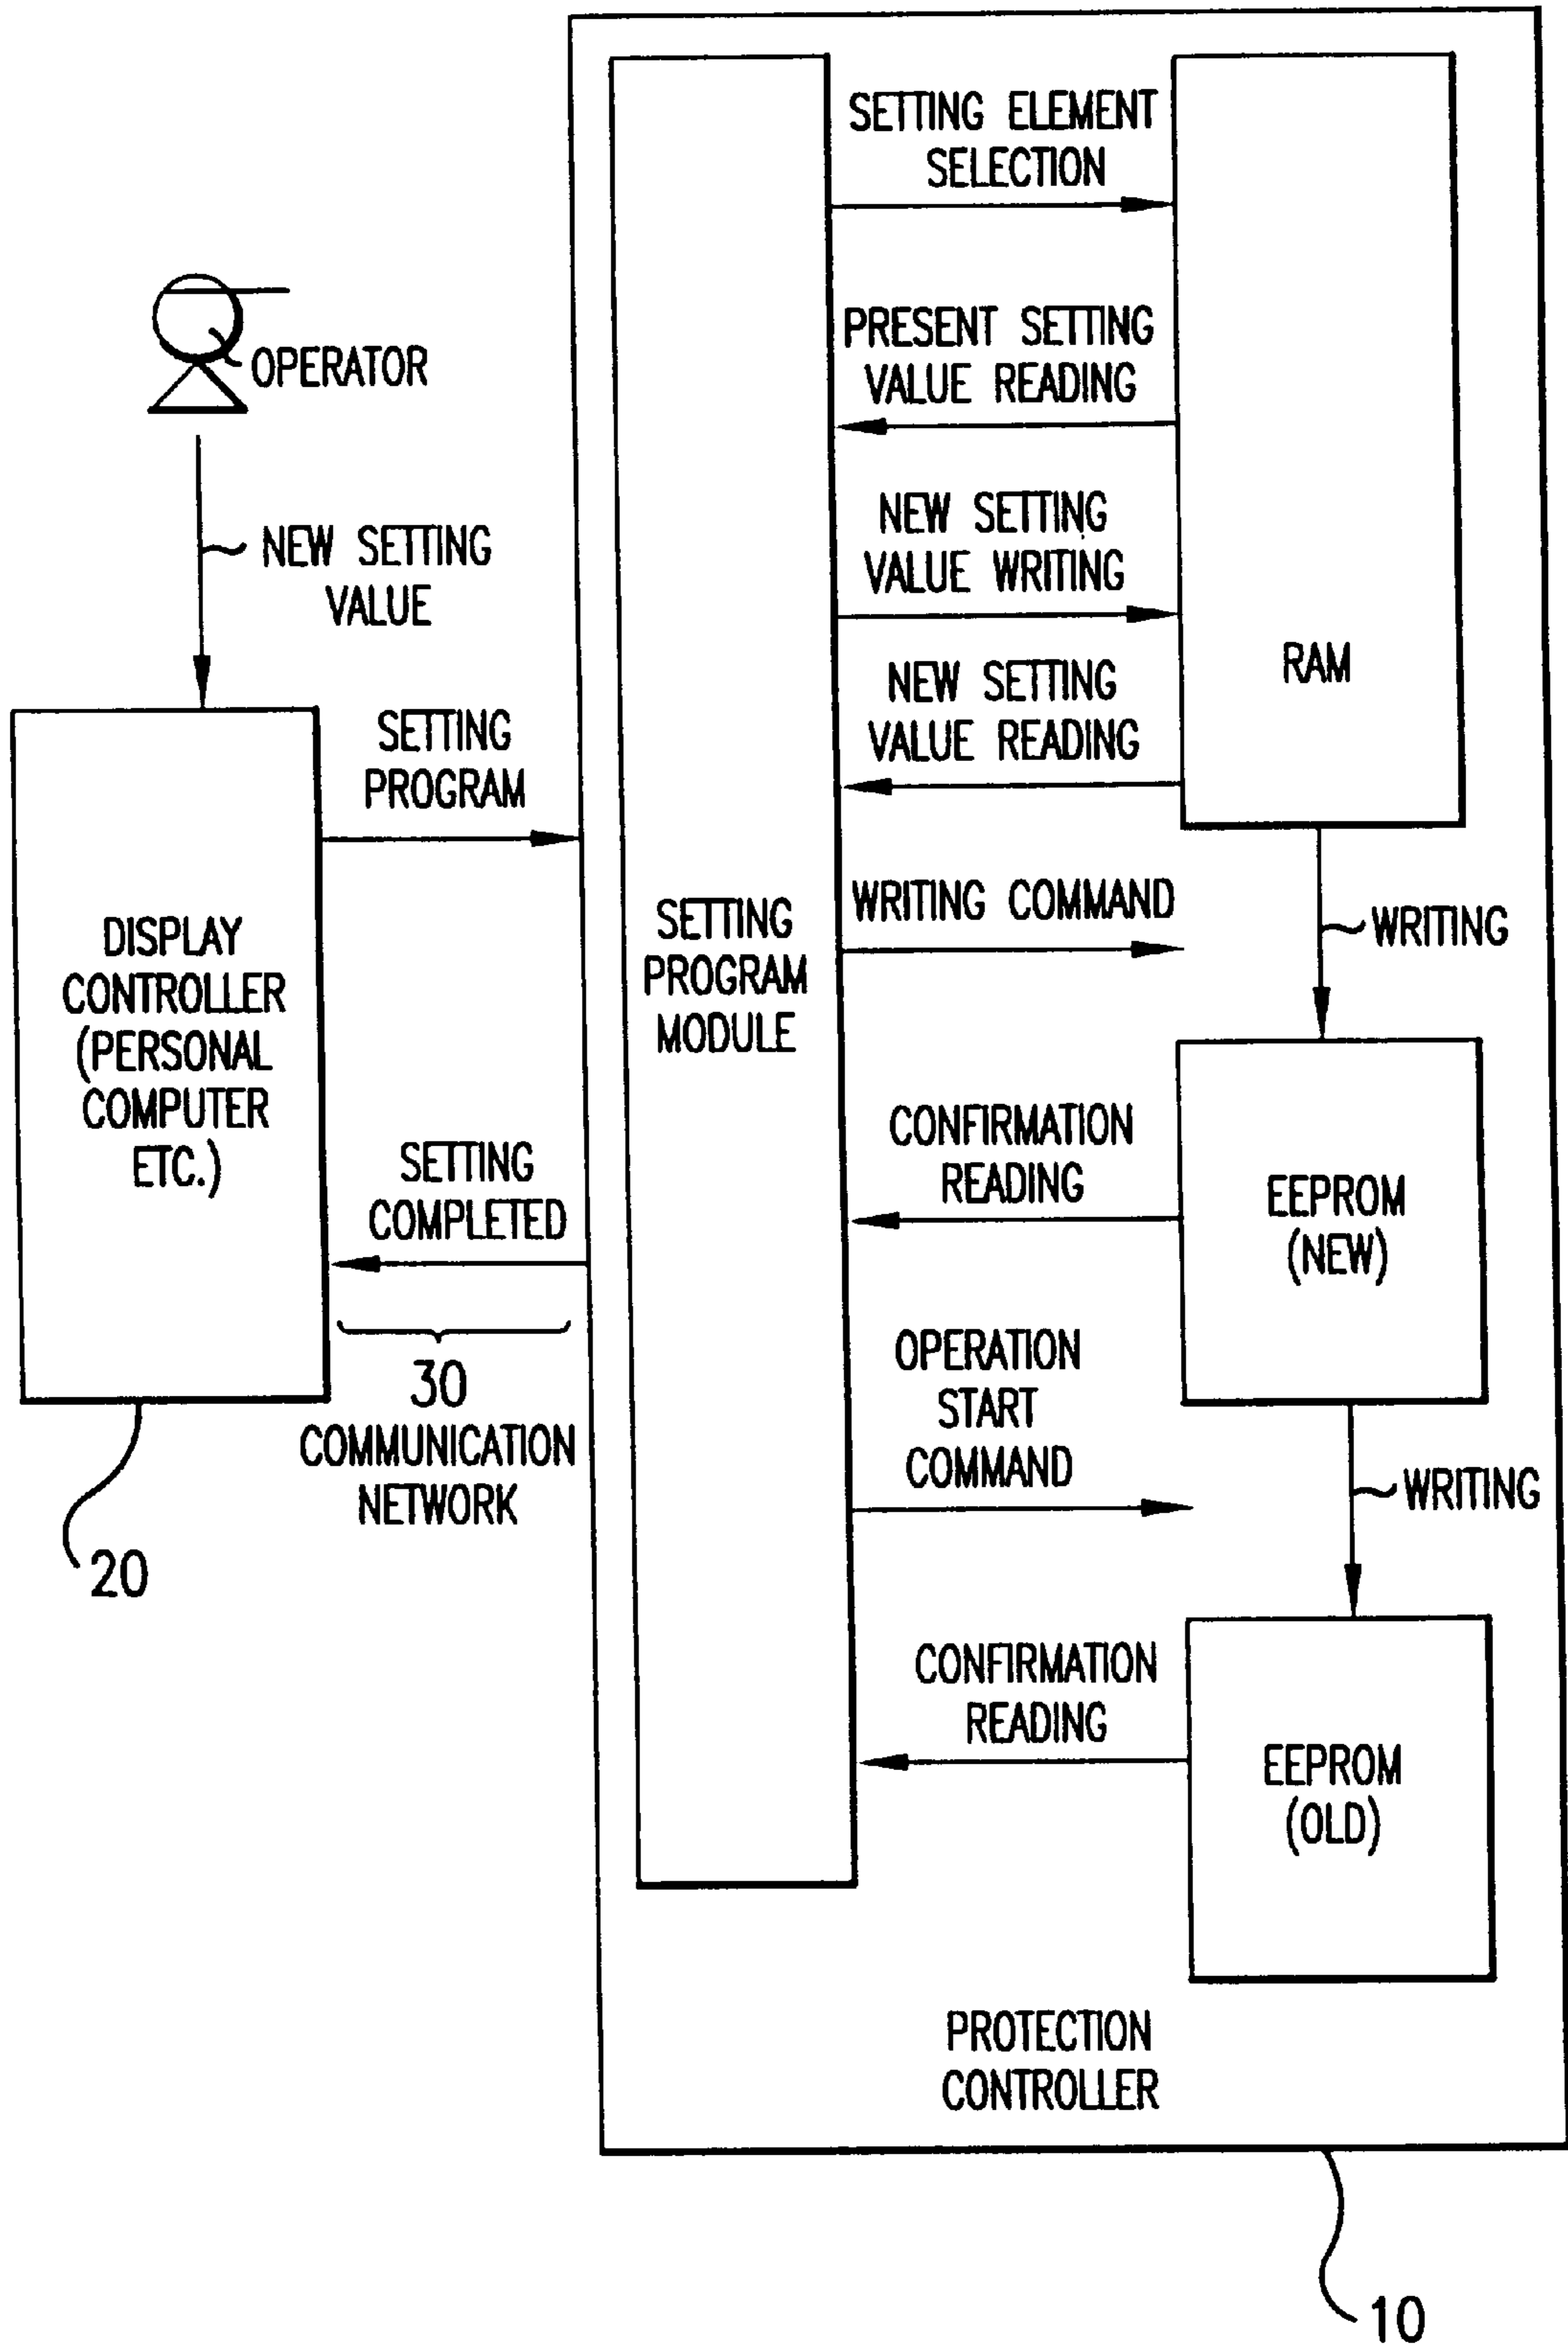 OPERATOR
NEW SETTING
VALUE
DISPLAY
CONTROLLER
(PERSONAL
COMPUTER
ETC.)
20
SETTING
PROGRAM
SETTING
COMPLETED
30
COMMUNICATION
NETWORK
SETTING
PROGRAM
MODULE
SETTING ELEMENT
SELECTION
PRESENT SETTING
VALUE READING
NEW SETTING
VALUE WRITING
NEW SETTING
VALUE READING
RAM
WRITING COMMAND
WRITING
CONFIRMATION
READING
EEPROM
(NEW)
OPERATION
START
COMMAND
WRITING
CONFIRMATION
READING
EEPROM
(OLD)
PROTECTION
CONTROLLER
10